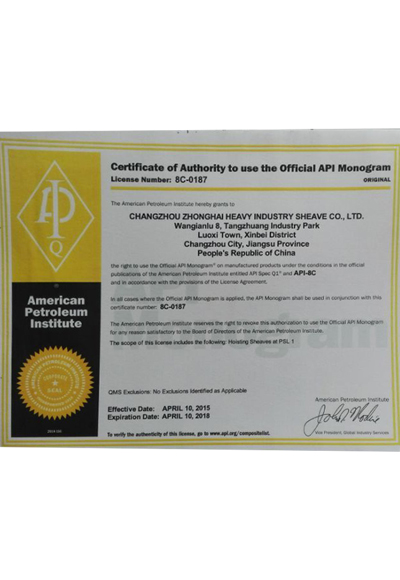 API
Q
American
Petroleum
Institute
AMERICAN PETROLEUM INSTITUTE
SEAL
Certificate of Authority to use the Official API Monogram
License Number: 8C-0187
ORIGINAL
The American Petroleum Institute hereby grants to
CHANGZHOU ZHONGHAI HEAVY INDUSTRY SHEAVE CO., LTD.
Wangianlu 8, Tangzhuang Industry Park
Luoxi Town, Xinbei District
Changzhou City, Jiangsu Province
People's Republic of China
the right to use the Official API Monogram® on manufactured products under the conditions in the official
publications of the American Petroleum Institute entitled API Spec Q1® and API-8C
and in accordance with the provisions of the License Agreement.
In all cases where the Official API Monogram is applied, the API Monogram shall be used in conjunction with this
certificate number: 8C-0187
The American Petroleum Institute reserves the right to revoke this authorization to use the Official API Monogram
for any reason satisfactory to the Board of Directors of the American Petroleum Institute.
The scope of this license includes the following: Hoisting Sheaves at PSL 1
QMS Exclusions: No Exclusions Identified as Applicable
American Petroleum Institute
Effective Date: APRIL 10, 2015
Expiration Date: APRIL 10, 2018
To verify the authenticity of this license, go to www.api.org/compositelist.
Vice President, Global Industry Services